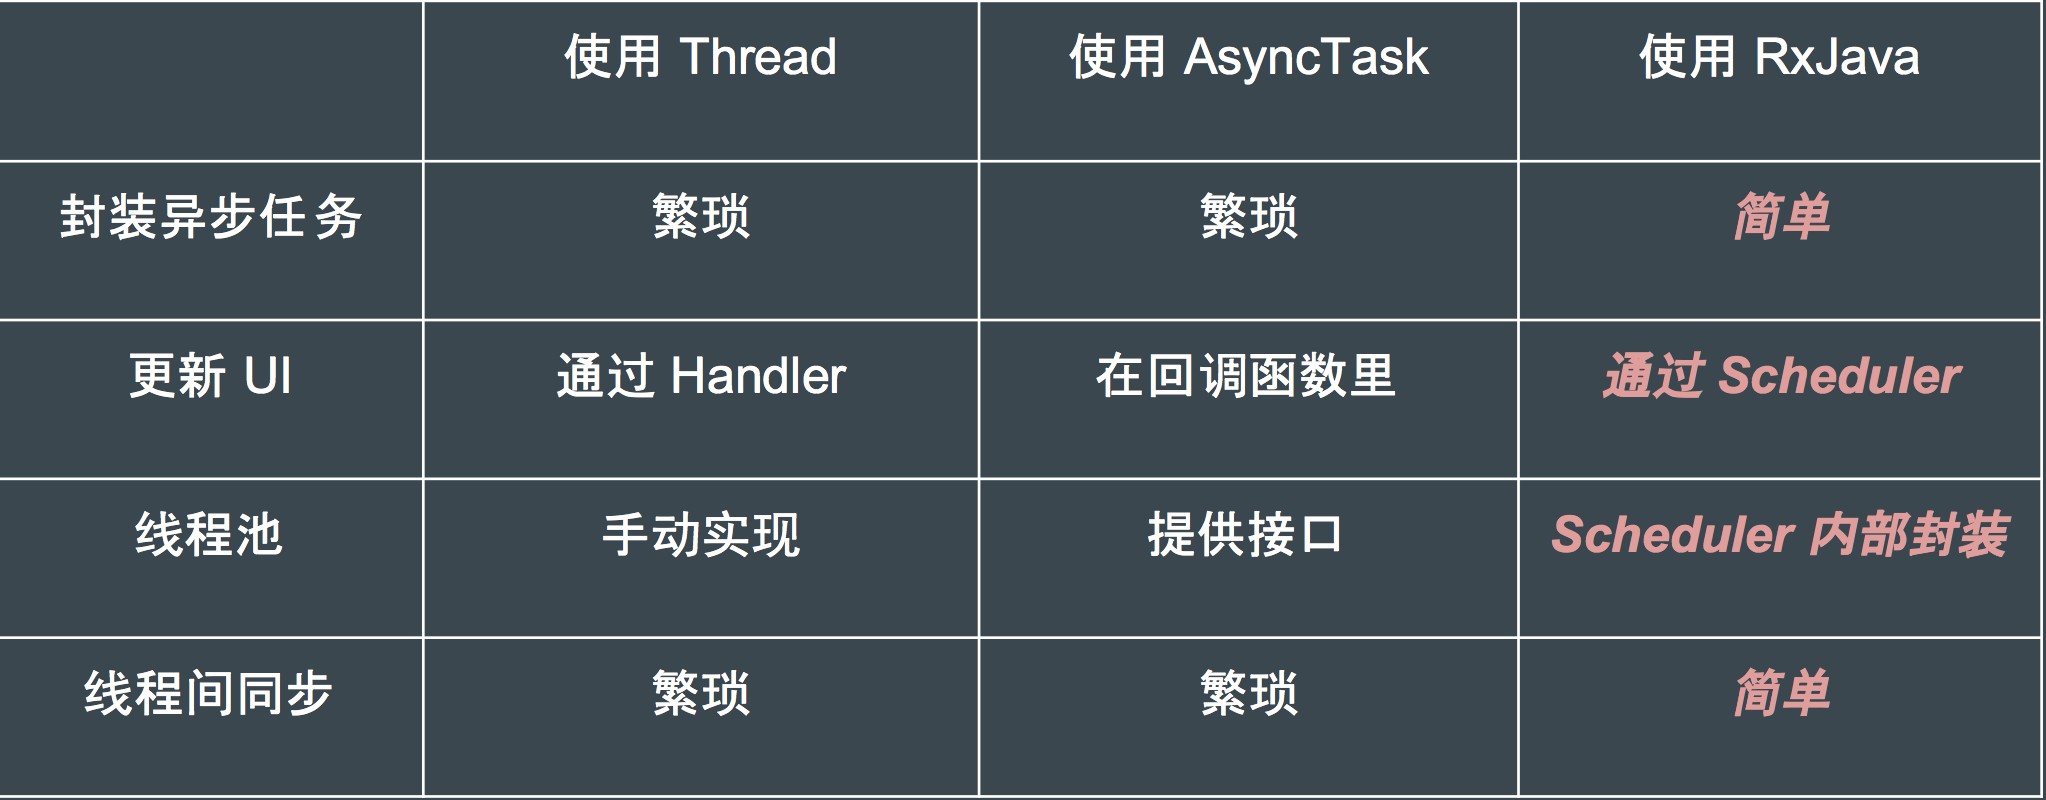 使用 Thread
使用 AsyncTask
使用 RxJava
封装异步任务
繁琐
繁琐
简单
更新 UI
通过 Handler
在回调函数里
通过 Scheduler
线程池
手动实现
提供接口
Scheduler 内部封装
线程间同步
繁琐
繁琐
简单